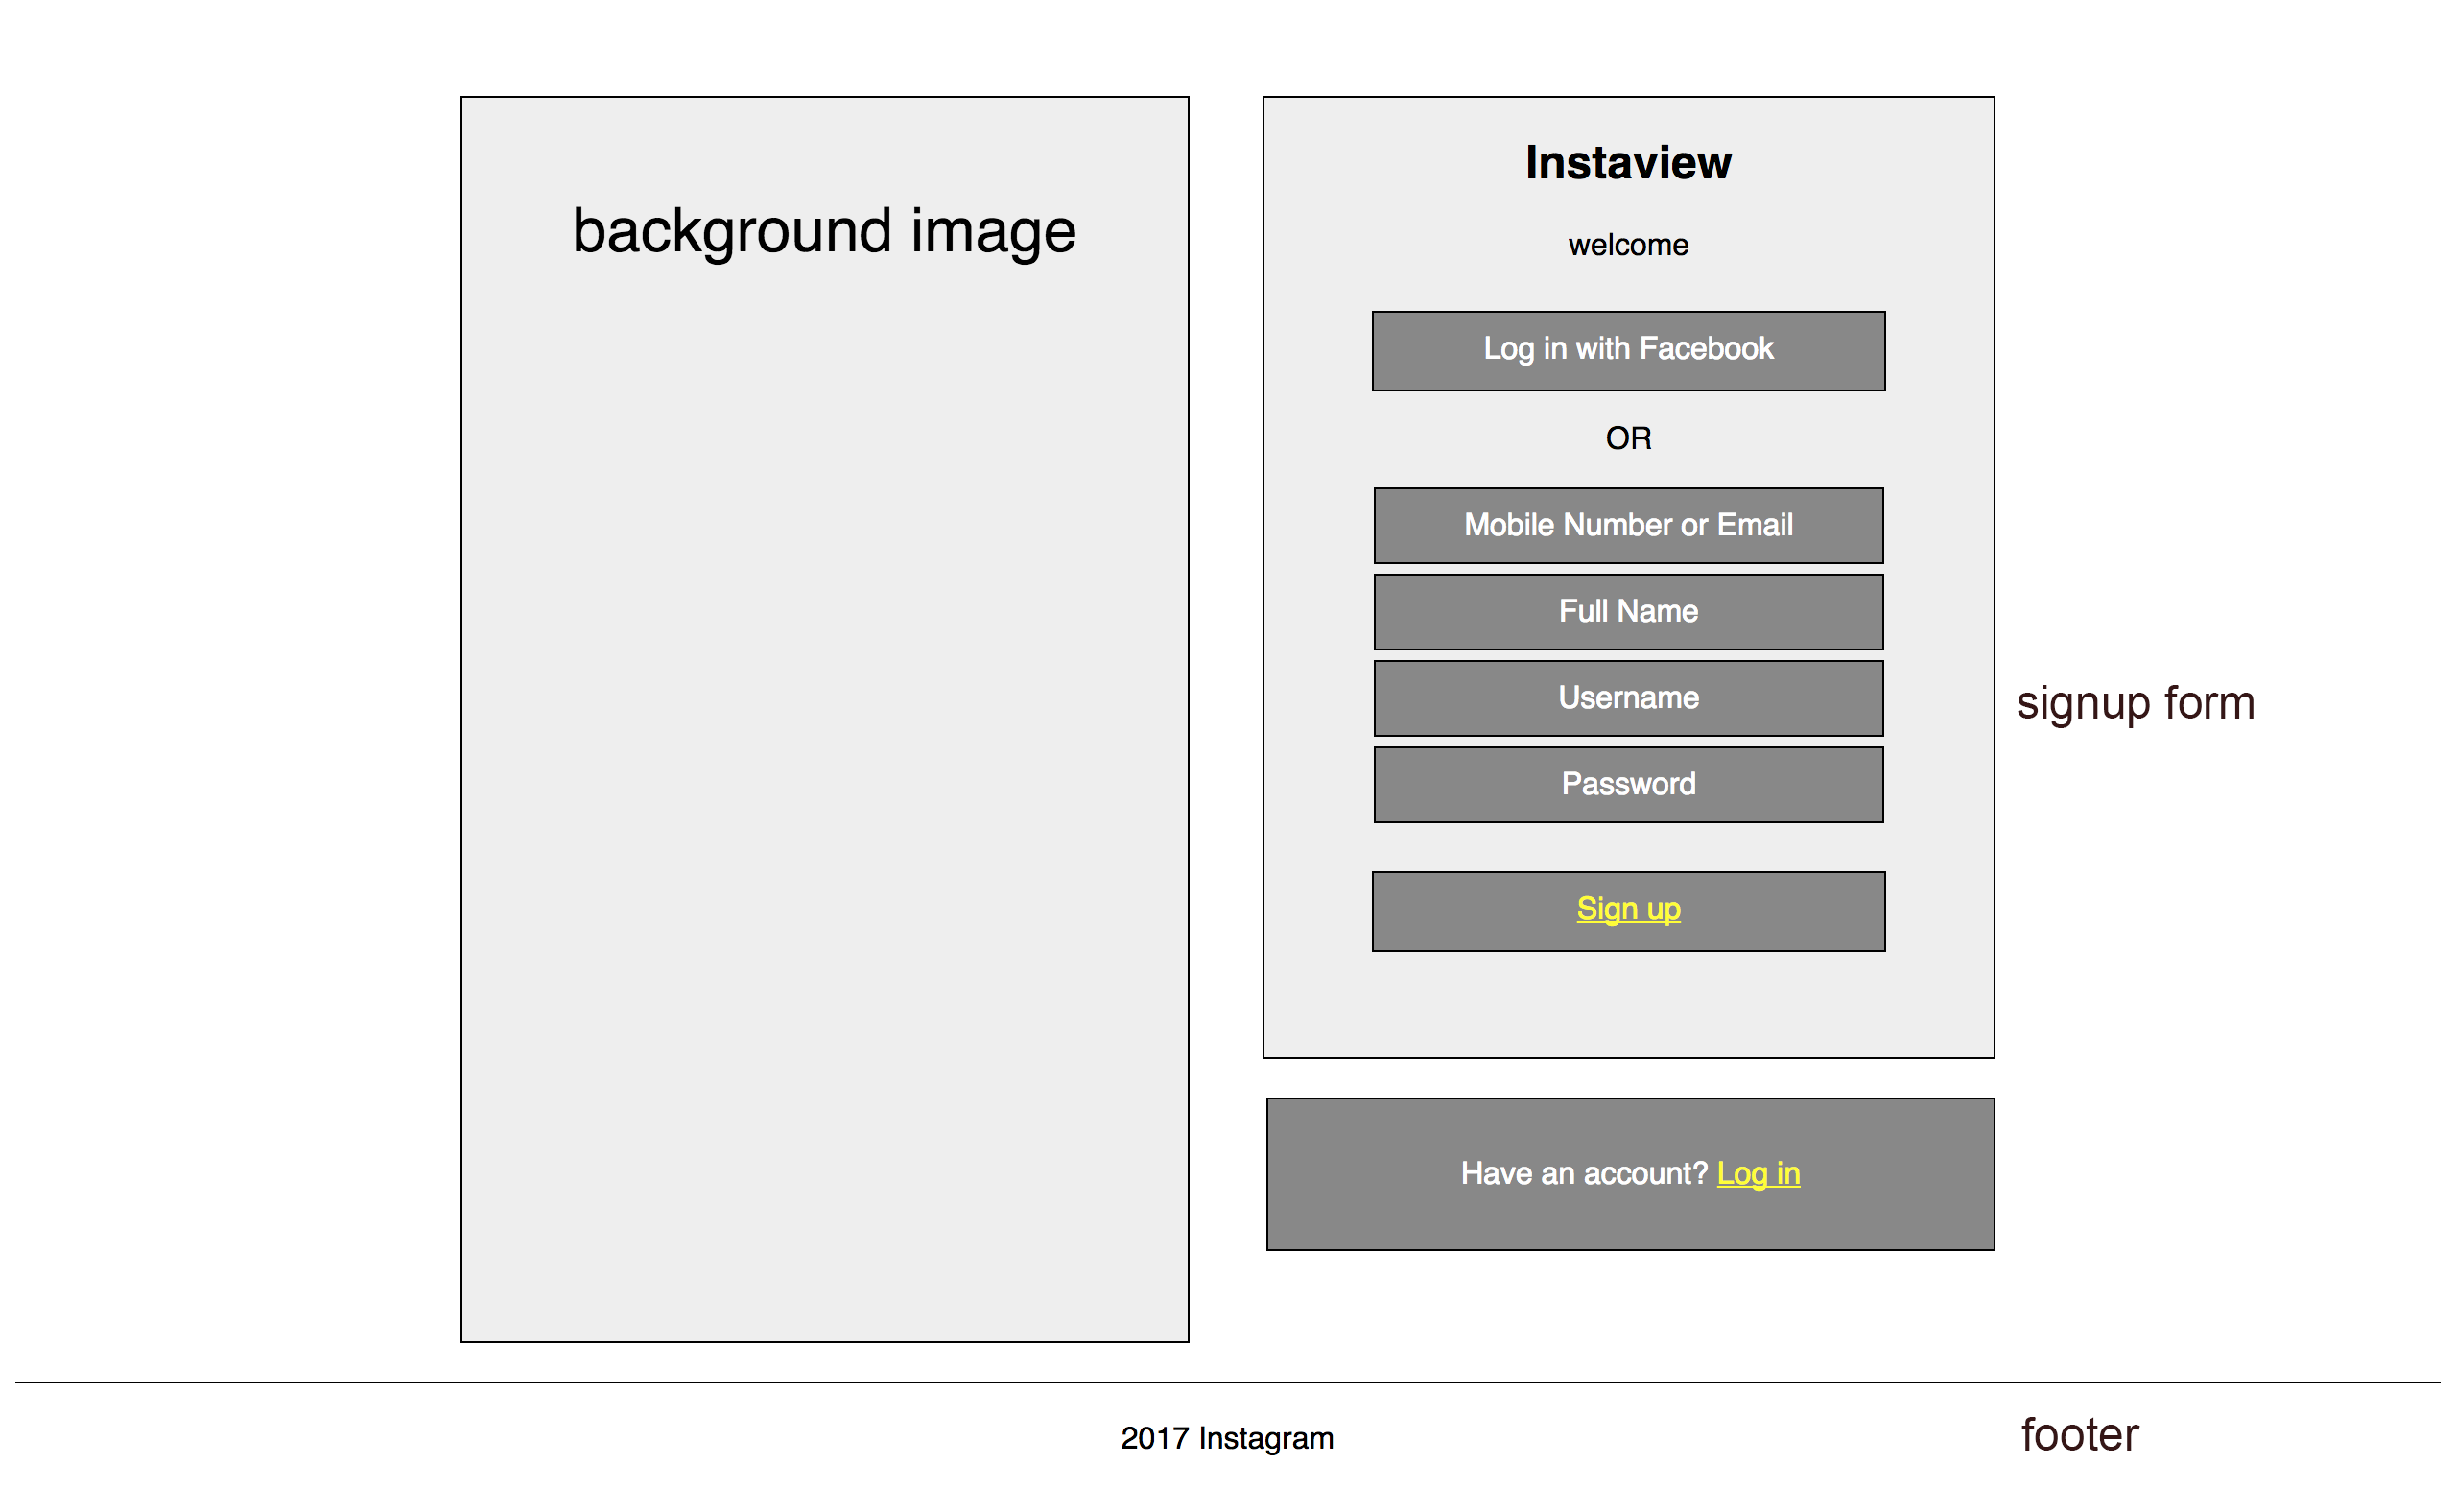 background image
Instaview
welcome
Log in with Facebook
OR
Mobile Number or Email
Full Name
Username
Password
Sign up
signup form
Have an account? Log in
2017 Instagram
footer